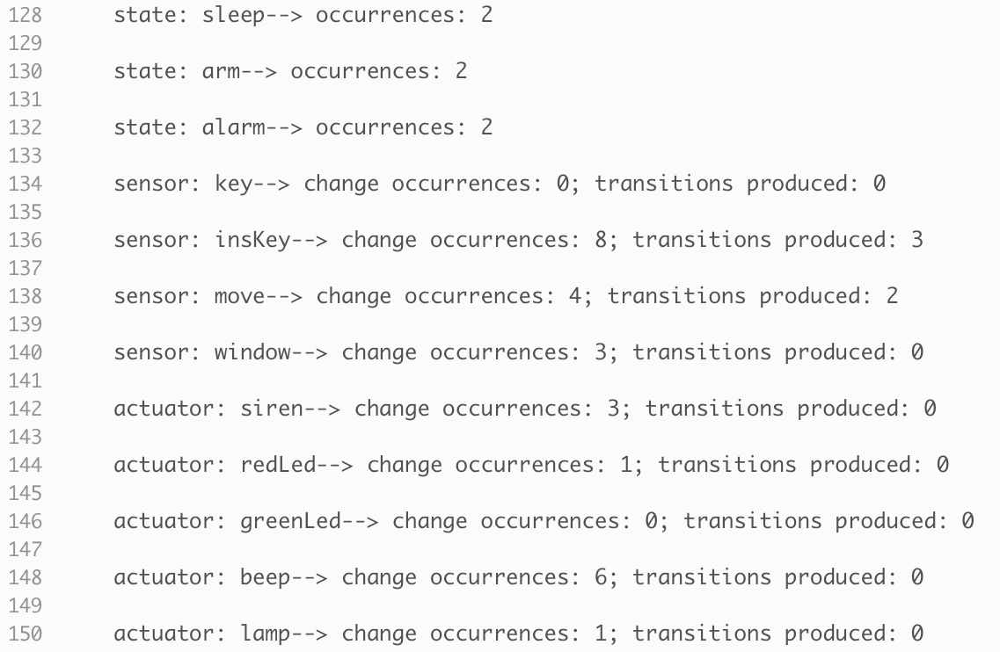 128 state: sleep--> occurrences: 2
129
130 state: arm--> occurrences: 2
131
132 state: alarm--> occurrences: 2
133
134 sensor: key--> change occurrences: 0; transitions produced: 0
135
136 sensor: insKey--> change occurrences: 8; transitions produced: 3
137
138 sensor: move--> change occurrences: 4; transitions produced: 2
139
140 sensor: window--> change occurrences: 3; transitions produced: 0
141
142 actuator: siren--> change occurrences: 3; transitions produced: 0
143
144 actuator: redLed--> change occurrences: 1; transitions produced: 0
145
146 actuator: greenLed--> change occurrences: 0; transitions produced: 0
147
148 actuator: beep--> change occurrences: 6; transitions produced: 0
149
150 actuator: lamp--> change occurrences: 1; transitions produced: 0